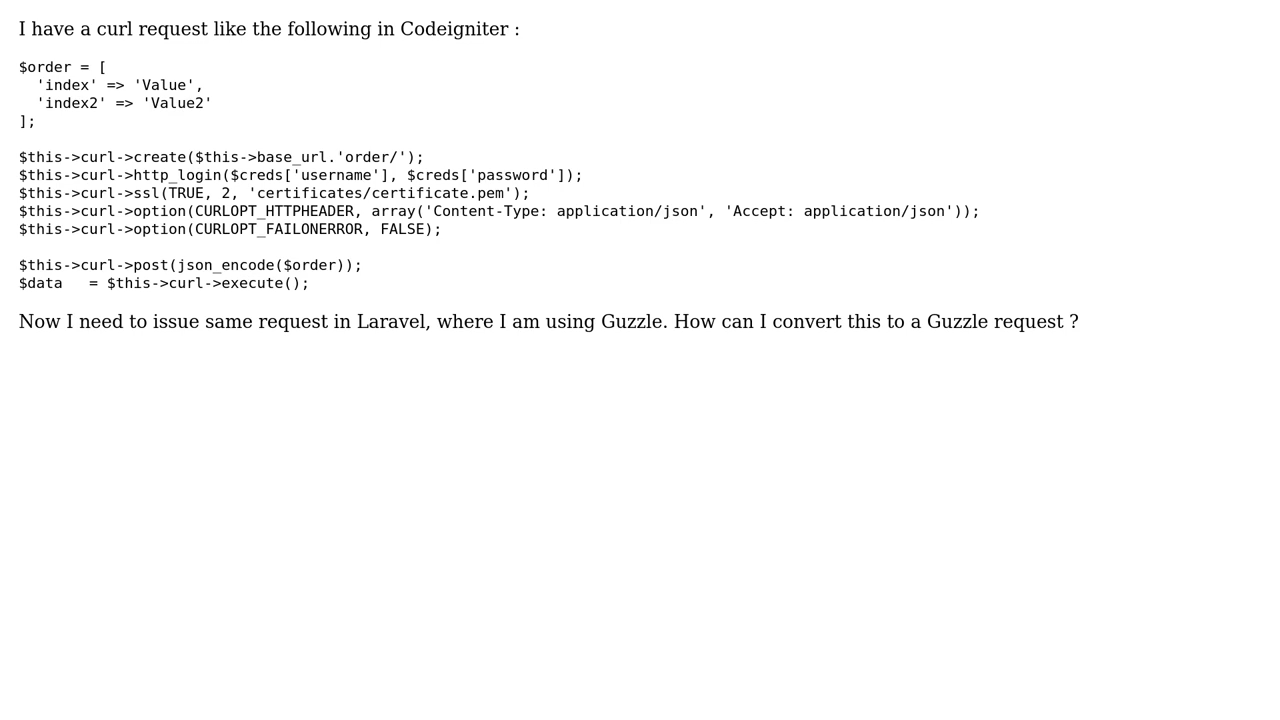 I have a curl request like the following in Codeigniter :
$order = [
  'index' => 'Value',
  'index2' => 'Value2'
];
$this->curl->create($this->base_url.'order/');
$this->curl->http_login($creds['username'], $creds['password']);
$this->curl->ssl(TRUE, 2, 'certificates/certificate.pem');
$this->curl->option(CURLOPT_HTTPHEADER, array('Content-Type: application/json', 'Accept: application/json'));
$this->curl->option(CURLOPT_FAILONERROR, FALSE);
$this->curl->post(json_encode($order));
$data   = $this->curl->execute();
Now I need to issue same request in Laravel, where I am using Guzzle. How can I convert this to a Guzzle request ?